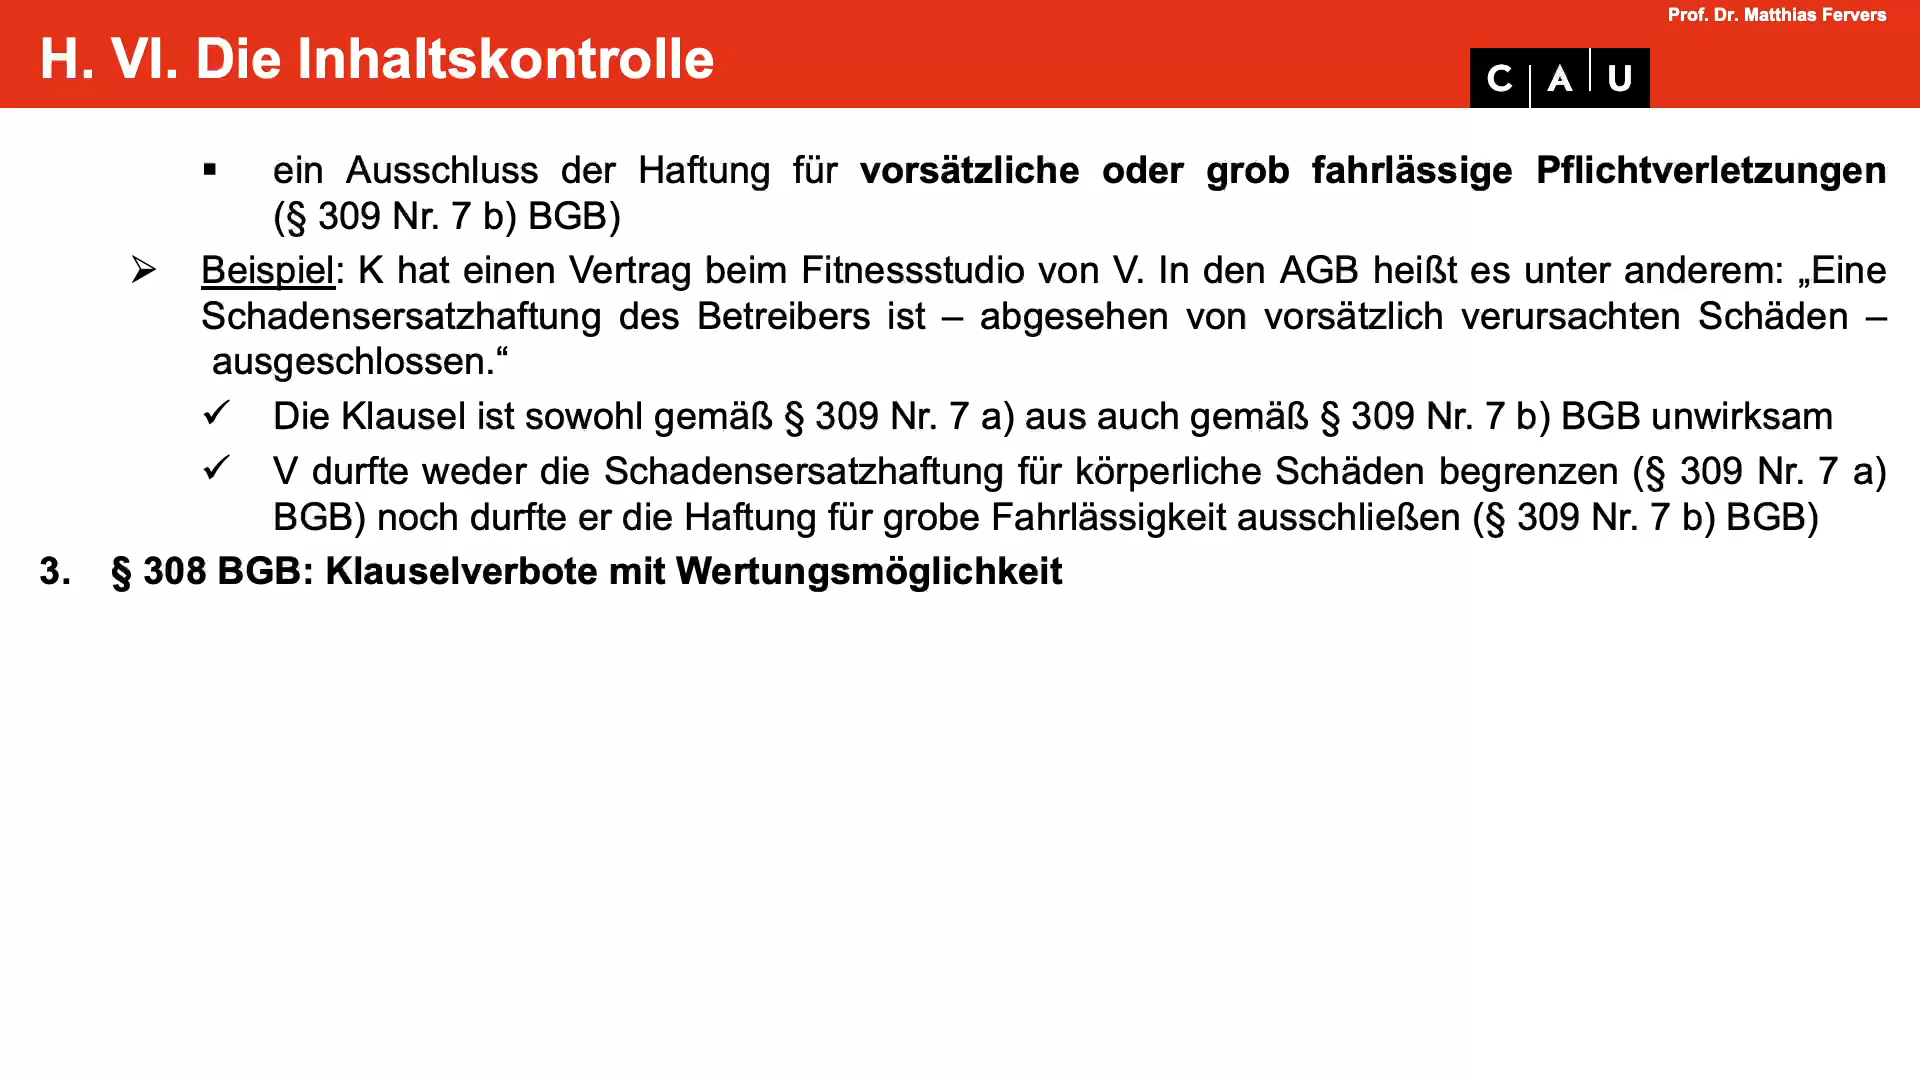 Prof. Dr. Matthias Fervers
H. VI. Die Inhaltskontrolle
C A U
▪ ein Ausschluss der Haftung für vorsätzliche oder grob fahrlässige Pflichtverletzungen
(§ 309 Nr. 7 b) BGB)
➢ Beispiel: K hat einen Vertrag beim Fitnessstudio von V. In den AGB heißt es unter anderem: „Eine
Schadensersatzhaftung des Betreibers ist – abgesehen von vorsätzlich verursachten Schäden –
ausgeschlossen.“
✓ Die Klausel ist sowohl gemäß § 309 Nr. 7 a) aus auch gemäß § 309 Nr. 7 b) BGB unwirksam
✓ V durfte weder die Schadensersatzhaftung für körperliche Schäden begrenzen (§ 309 Nr. 7 a)
BGB) noch durfte er die Haftung für grobe Fahrlässigkeit ausschließen (§ 309 Nr. 7 b) BGB)
3. § 308 BGB: Klauselverbote mit Wertungsmöglichkeit